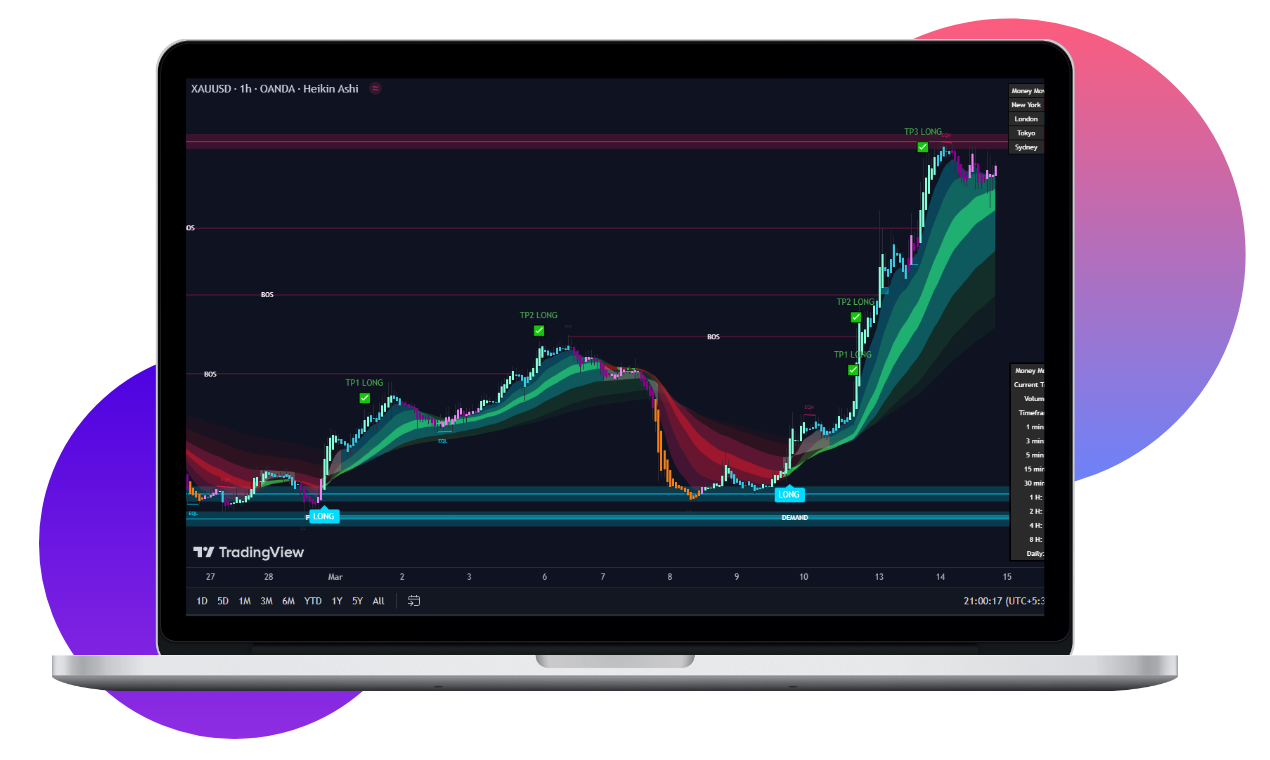 XAUUSD · 1h · OANDA · Heikin Ashi
Money Mov
New York
London
Tokyo
Sydney
TP3 LONG
BOS
BOS
TP2 LONG
TP2 LONG
BOS
TP1 LONG
BOS
TP1 LONG
EQL
EQL
LONG
LONG
DEMAND
Money Mo
Current T
Volum
Timefra
1 min
3 min
5 min
15 min
30 min
1 H:
2 H:
4 H:
8 H:
Daily:
TradingView
27 28 Mar 2 3 6 7 8 9 10 13 14 15
1D 5D 1M 3M 6M YTD 1Y 5Y All
21:00:17 (UTC+5:3